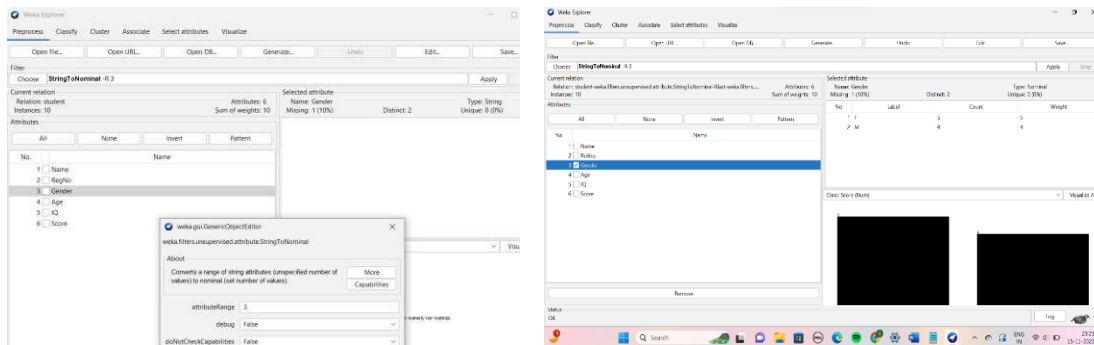 Weka Explorer
Preprocess Classify Cluster Associate Select attributes Visualize
Open file... Open URL... Open DB... Generate... Undo Edit... Save...
Filter
Choose StringToNominal -R 3 Apply
Current relation
Relation: student Attributes: 6
Instances: 10 Sum of weights: 10
Selected attribute
Name: Gender Type: String
Missing: 1 (10%) Distinct: 2 Unique: 0 (0%)
Attributes
All None Invert Pattern
No. Name
1 Name
2 RegNo
3 Gender
4 Age
5 IQ
6 Score
weka.gui.GenericObjectEditor
weka.filters.unsupervised.attribute.StringToNominal
About
Converts a range of string attributes (unspecified number of
values) to nominal (set number of values)
More
Capabilities
attributeRange 3
debug False
doNotCheckCapabilities False
Weka Explorer
Preprocess Classify Cluster Associate Select attributes Visualize
Open file... Open URL... Open DB... Generate... Undo Edit... Save...
Filter
Choose StringToNominal -R 3 Apply Stop
Current relation
Attributes: 6
Instances: 10 Sum of weights: 10
Selected attribute
Name: Gender Type: Nominal
Missing: 1 (10%) Distinct: 2 Unique: 0 (0%)
No. Label Count Weight
1 F 5 5
2 M 4 4
Attributes
All None Invert Pattern
No. Name
1 Name
3 Gender
4 Age
5 IQ
6 Score
Class: Score (Num) Visualize A
Remove
Status
OK
Log
Search
ENG
IN
23:23
15-11-2023